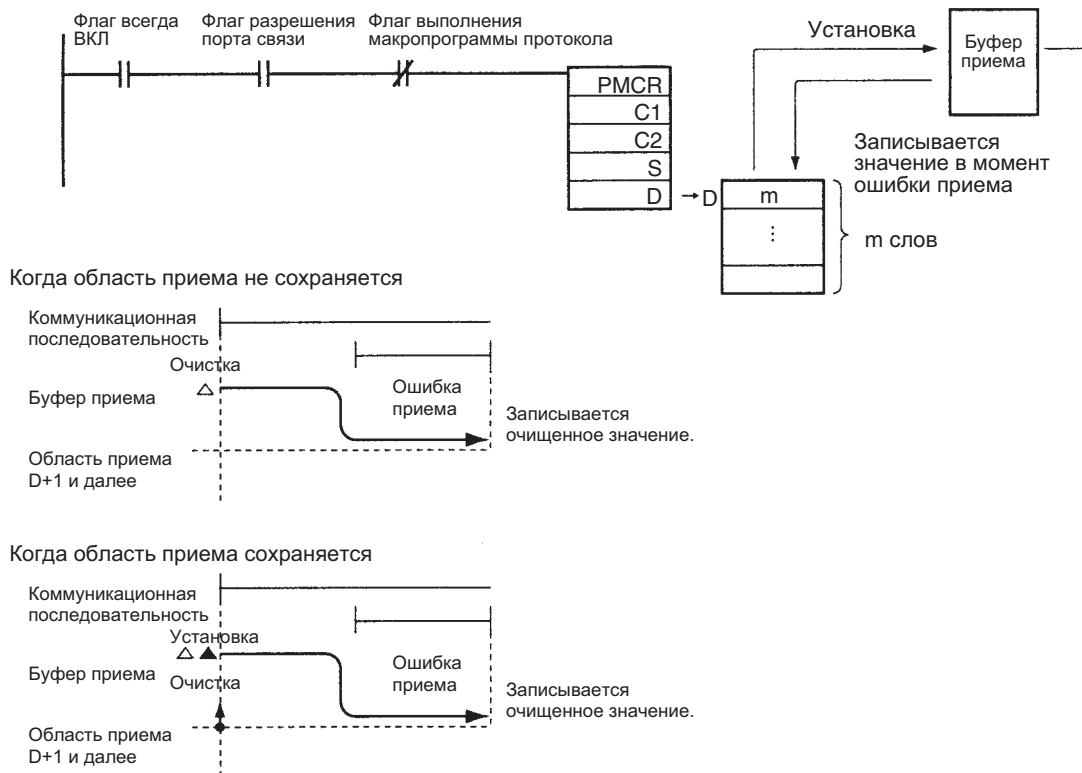 Флаг всегда
ВКЛ
Флаг разрешения
порта связи
Флаг выполнения
макропрограммы протокола
PMCR
C1
C2
S
D
D
m
⋮
m слов
Установка
Буфер
приема
Записывается
значение в момент
ошибки приема
Когда область приема не сохраняется
Коммуникационная
последовательность
Очистка
Буфер приема
Ошибка
приема
Записывается
очищенное значение.
Область приема
D+1 и далее
Когда область приема сохраняется
Коммуникационная
последовательность
Установка
Буфер приема
Очистка
Ошибка
приема
Записывается
очищенное значение.
Область приема
D+1 и далее